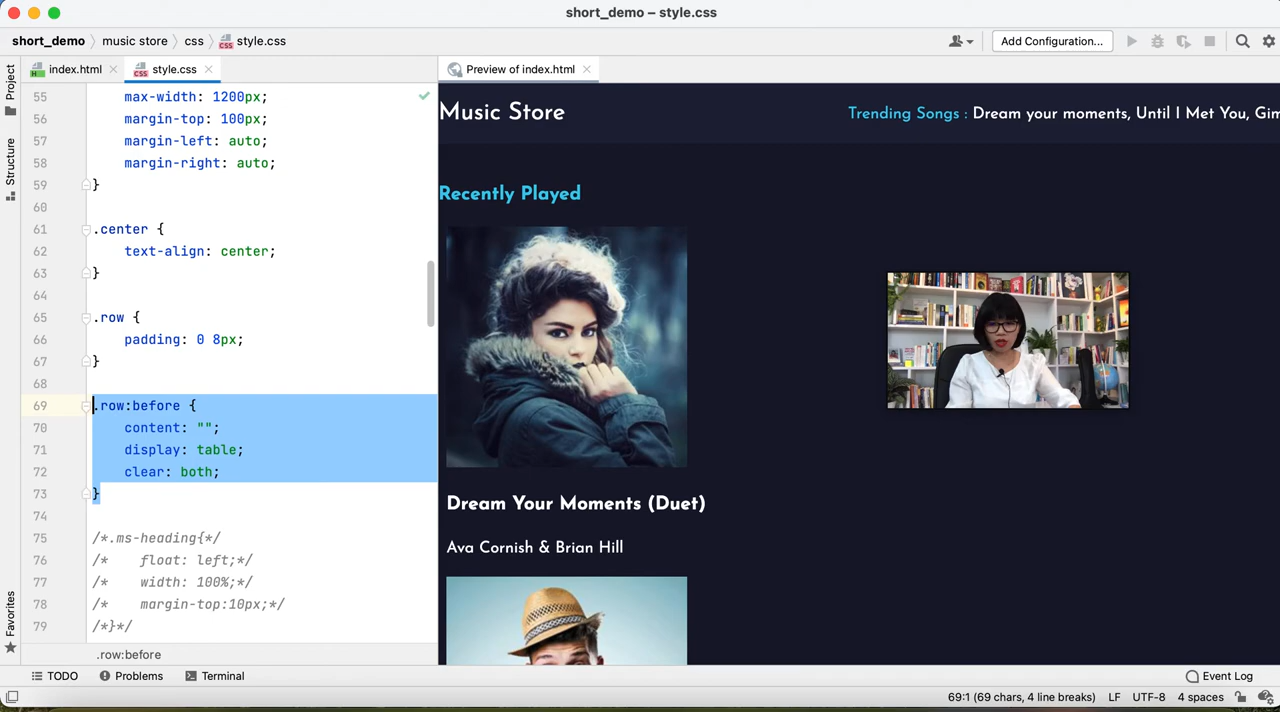 short_demo – style.css
short_demo 〉 music store 〉 css 〉 style.css
Add Configuration...
Project
Structure
Favorites
index.html
style.css
Preview of index.html
55 max-width: 1200px;
56 margin-top: 100px;
57 margin-left: auto;
58 margin-right: auto;
59 }
60
61 .center {
62 text-align: center;
63 }
64
65 .row {
66 padding: 0 8px;
67 }
68
69 .row:before {
70 content: "";
71 display: table;
72 clear: both;
73 }
74
75 /*.ms-heading{*/
76 /* float: left;*/
77 /* width: 100%;*/
78 /* margin-top:10px;*/
79 /*}*/
.row:before
Music Store
Trending Songs : Dream your moments, Until I Met You, Gim
Recently Played
Dream Your Moments (Duet)
Ava Cornish & Brian Hill
TODO
Problems
Terminal
Event Log
69:1 (69 chars, 4 line breaks) LF UTF-8 4 spaces